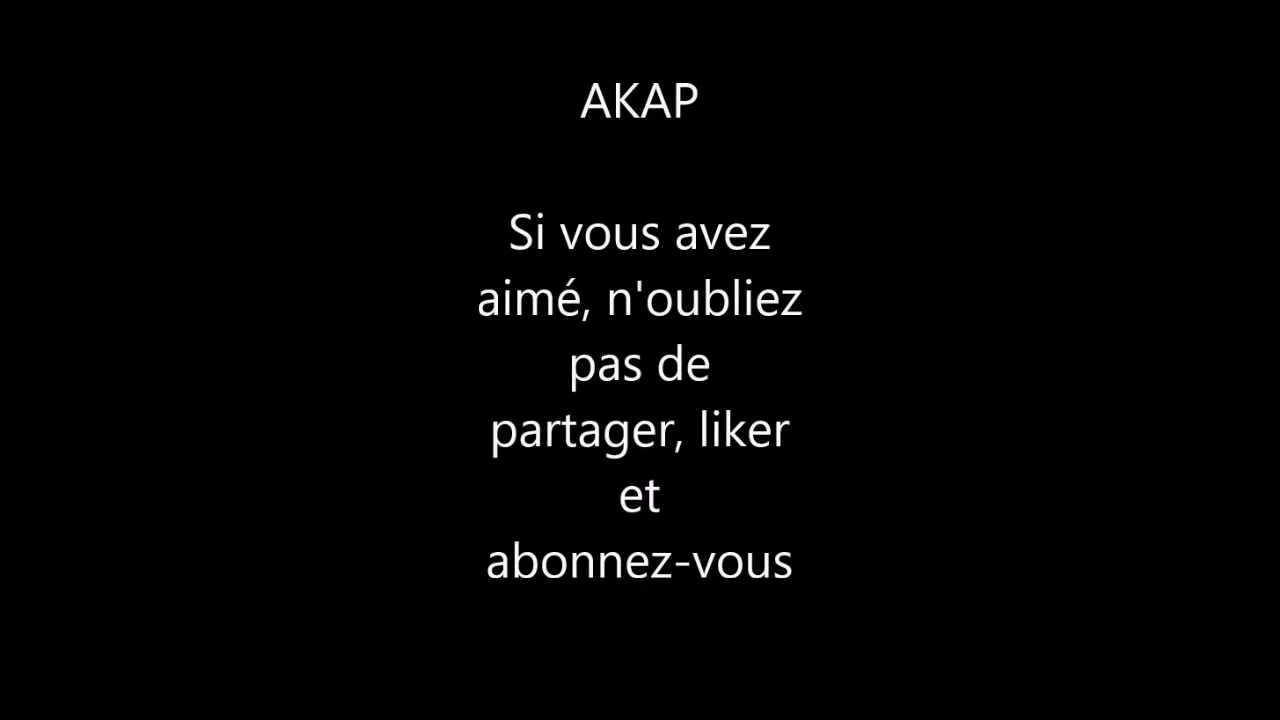 AKAP
Si vous avez
aimé, n'oubliez
pas de
partager, liker
et
abonnez-vous